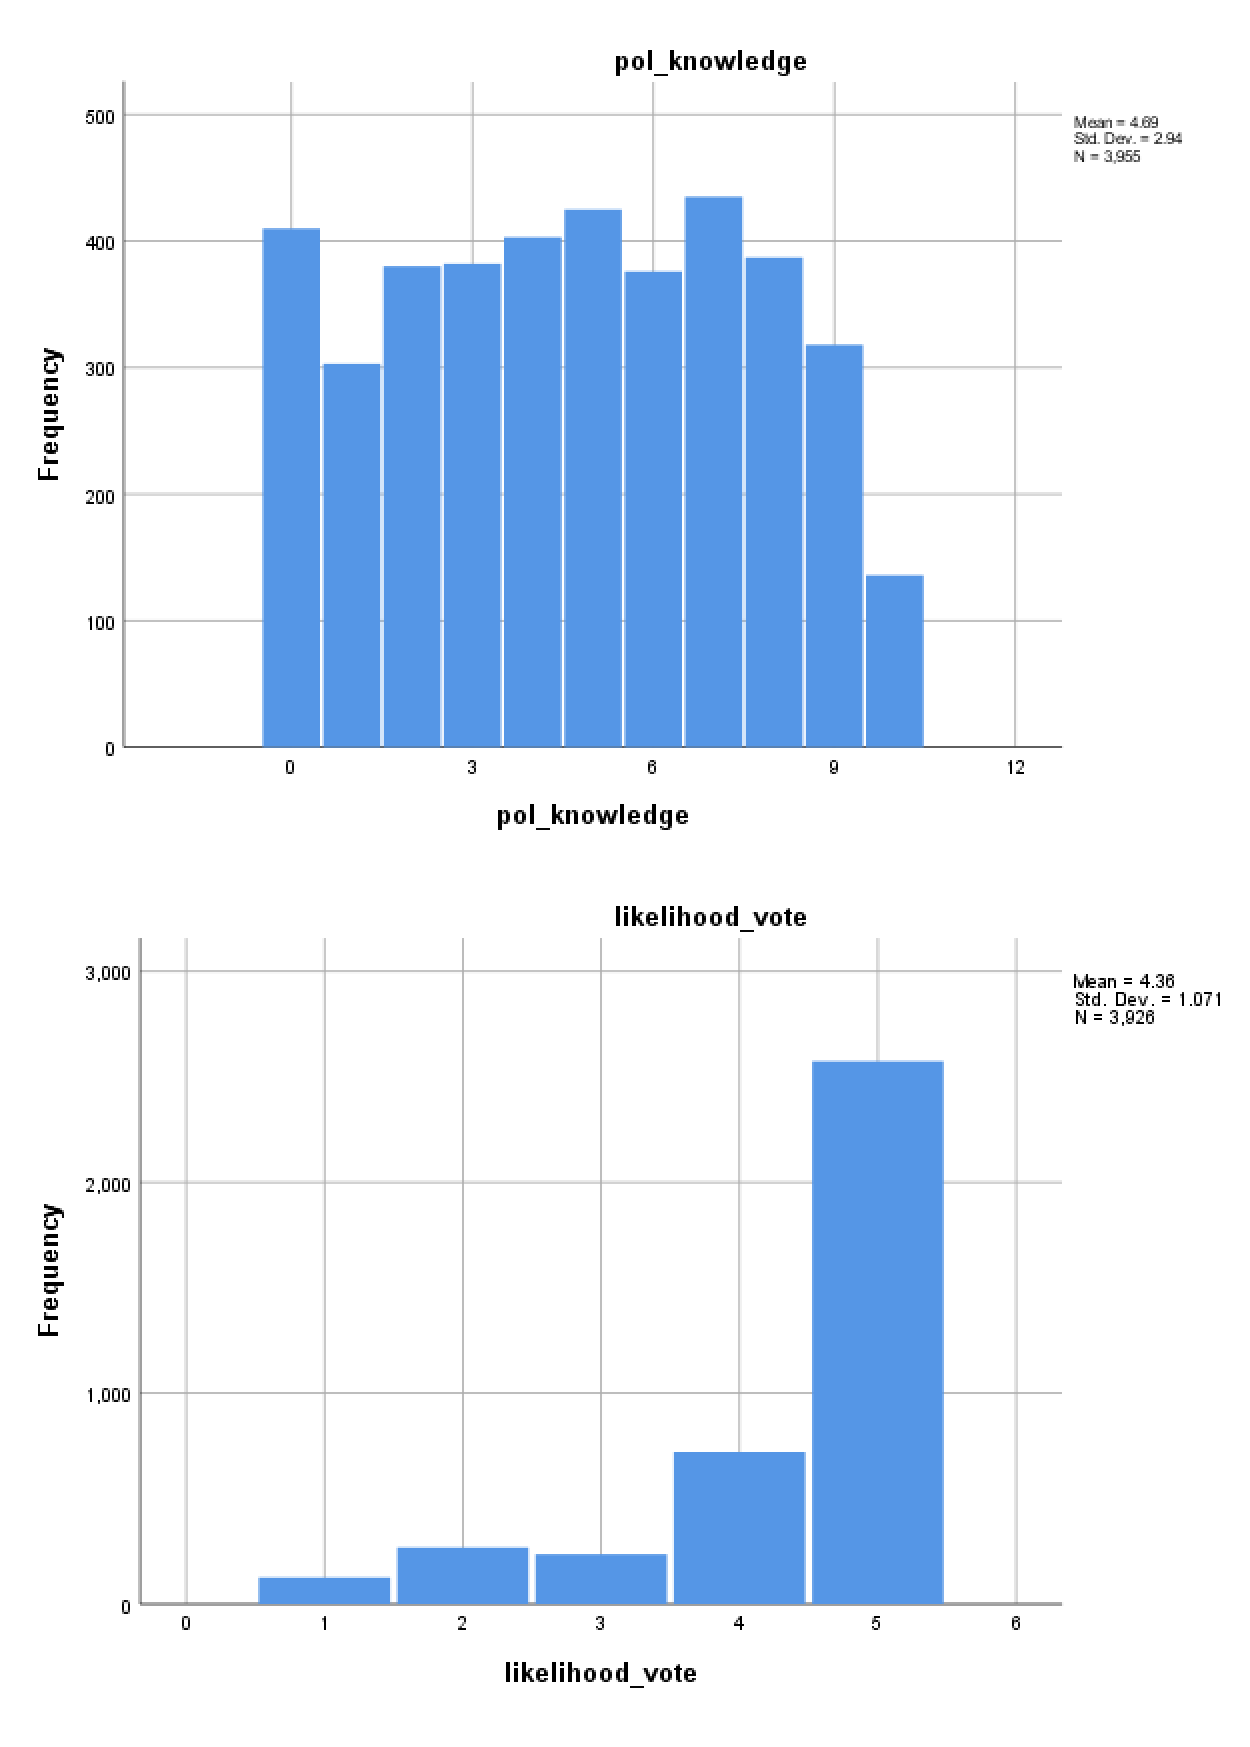 pol_knowledge
500
400
300
200
100
0
Frequency
0 3 6 9 12
pol_knowledge
Mean = 4.69
Std. Dev. = 2.94
N = 3,955
likelihood_vote
3,000
2,000
1,000
0
Frequency
0 1 2 3 4 5 6
likelihood_vote
Mean = 4.36
Std. Dev. = 1.071
N = 3,926